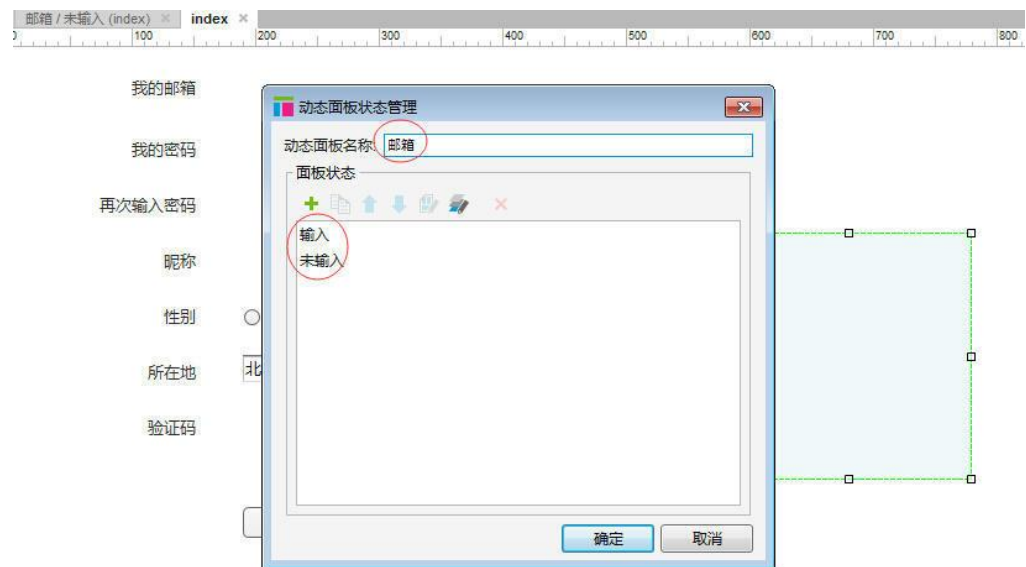 邮箱 / 未输入 (index) index
0 100 200 300 400 500 600 700 800
我的邮箱
动态面板状态管理
我的密码
动态面板名称: 邮箱
面板状态
再次输入密码
输入
未输入
昵称
性别
所在地
北
验证码
确定 取消